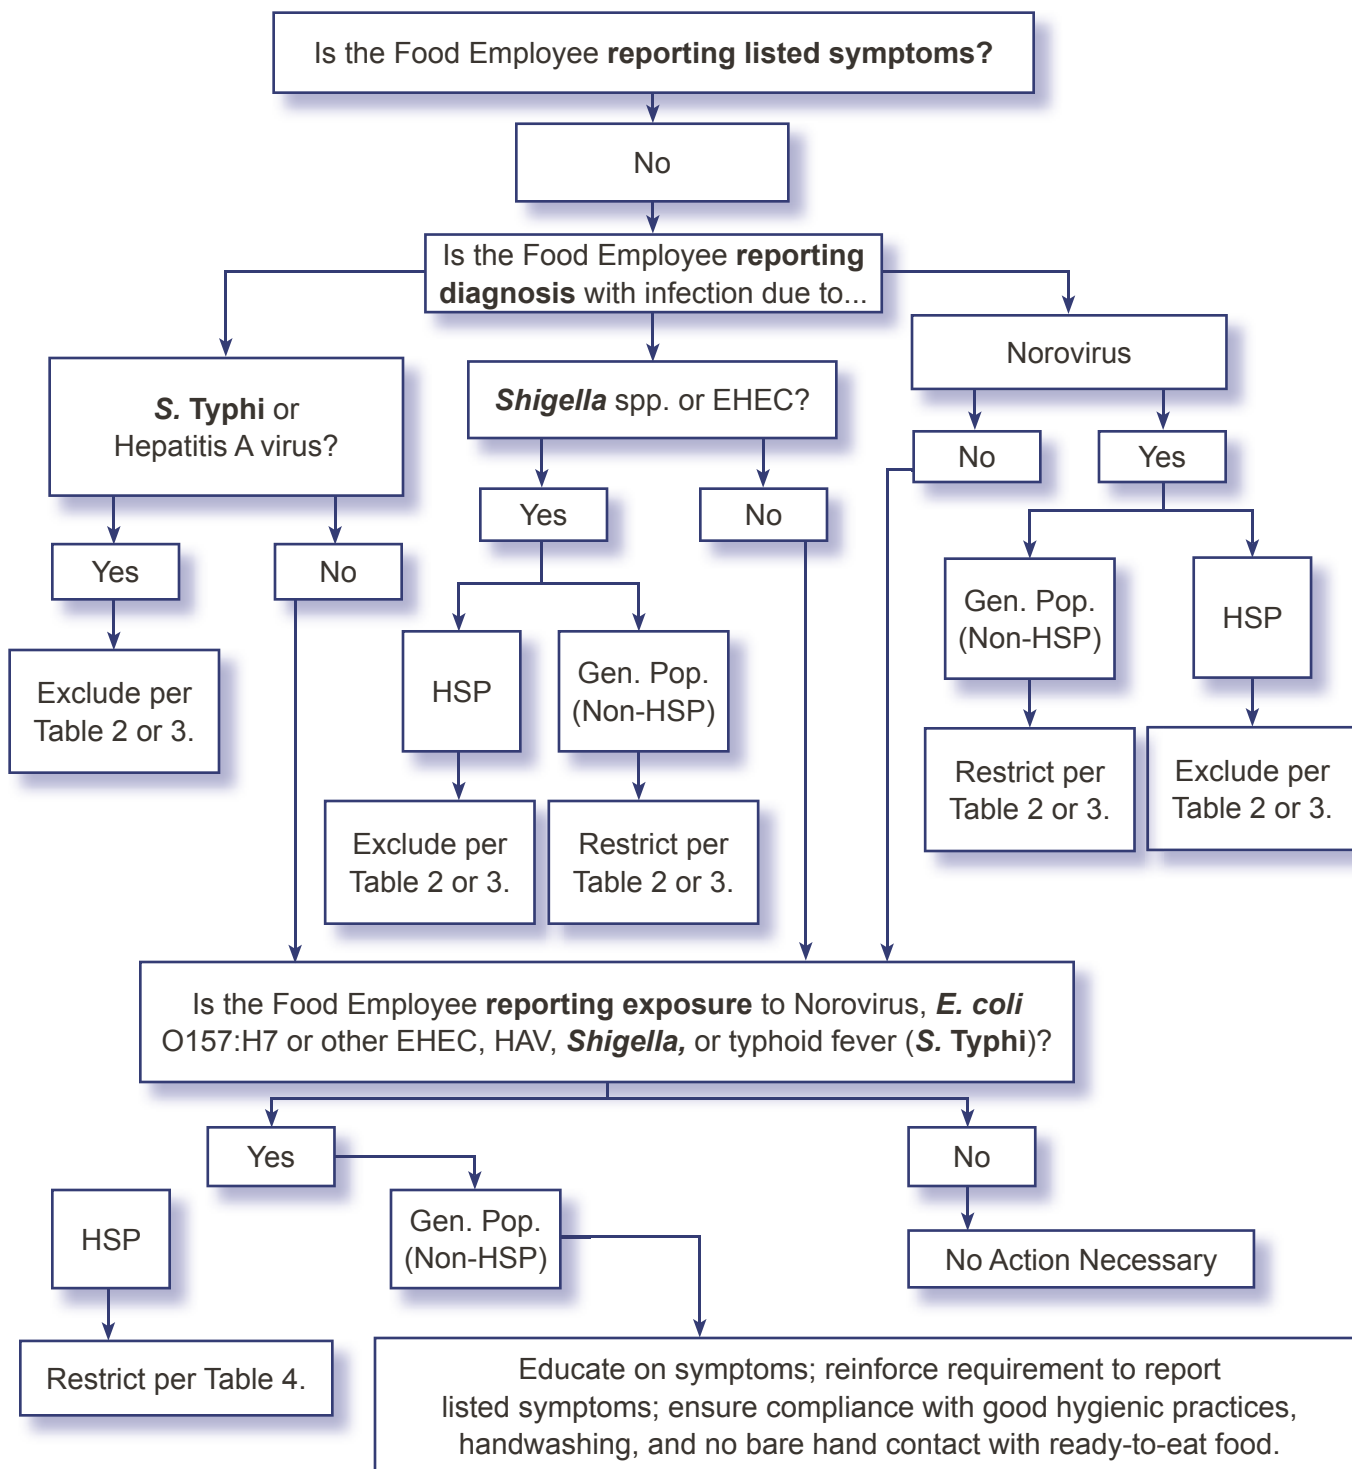 Is the Food Employee reporting listed symptoms?
No
Is the Food Employee reporting
diagnosis with infection due to...
S. Typhi or
Hepatitis A virus?
Yes
No
Exclude per
Table 2 or 3.
Shigella spp. or EHEC?
Yes
No
HSP
Gen. Pop.
(Non-HSP)
Exclude per
Table 2 or 3.
Restrict per
Table 2 or 3.
Norovirus
No
Yes
Gen. Pop.
(Non-HSP)
HSP
Restrict per
Table 2 or 3.
Exclude per
Table 2 or 3.
Is the Food Employee reporting exposure to Norovirus, E. coli
O157:H7 or other EHEC, HAV, Shigella, or typhoid fever (S. Typhi)?
Yes
No
HSP
Gen. Pop.
(Non-HSP)
No Action Necessary
Restrict per Table 4.
Educate on symptoms; reinforce requirement to report
listed symptoms; ensure compliance with good hygienic practices,
handwashing, and no bare hand contact with ready-to-eat food.